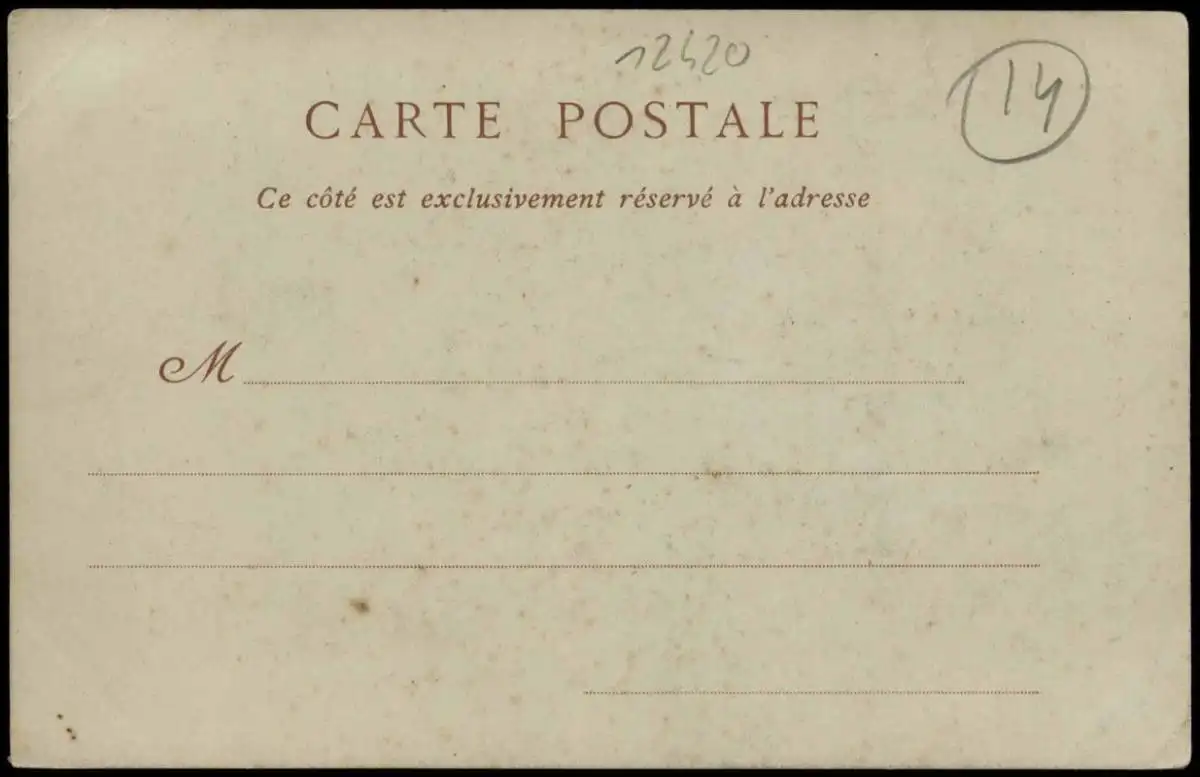 12420
14
CARTE POSTALE
Ce côté est exclusivement réservé à l'adresse
M